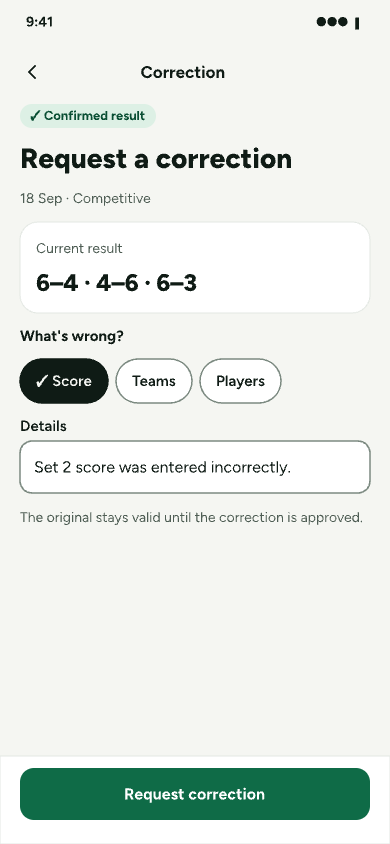 9:41
Correction
✓ Confirmed result
Request a correction
18 Sep · Competitive
Current result
6–4 · 4–6 · 6–3
What's wrong?
✓ Score Teams Players
Details
Set 2 score was entered incorrectly.
The original stays valid until the correction is approved.
Request correction